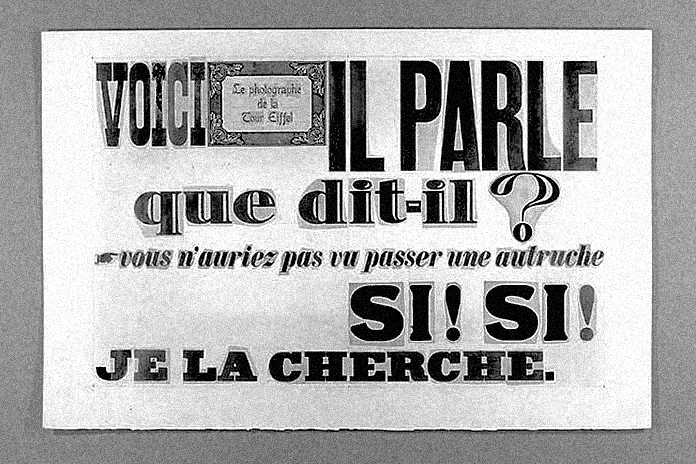 VOICI
Le photographe
de la
Tour Eiffel
IL PARLE
que dit-il ?
vous n'auriez pas vu passer une autruche
SI! SI!
JE LA CHERCHE.